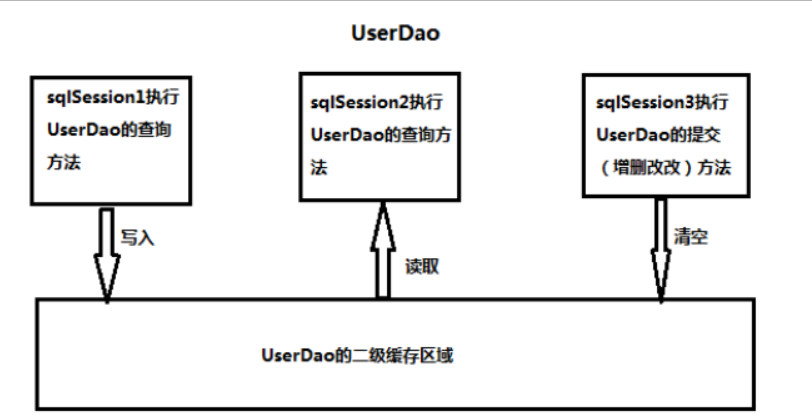 UserDao
sqlSession1执行
UserDao的查询
方法
sqlSession2执行
UserDao的查询方
法
sqlSession3执行
UserDao的提交
（增删改改）方法
写入
读取
清空
UserDao的二级缓存区域